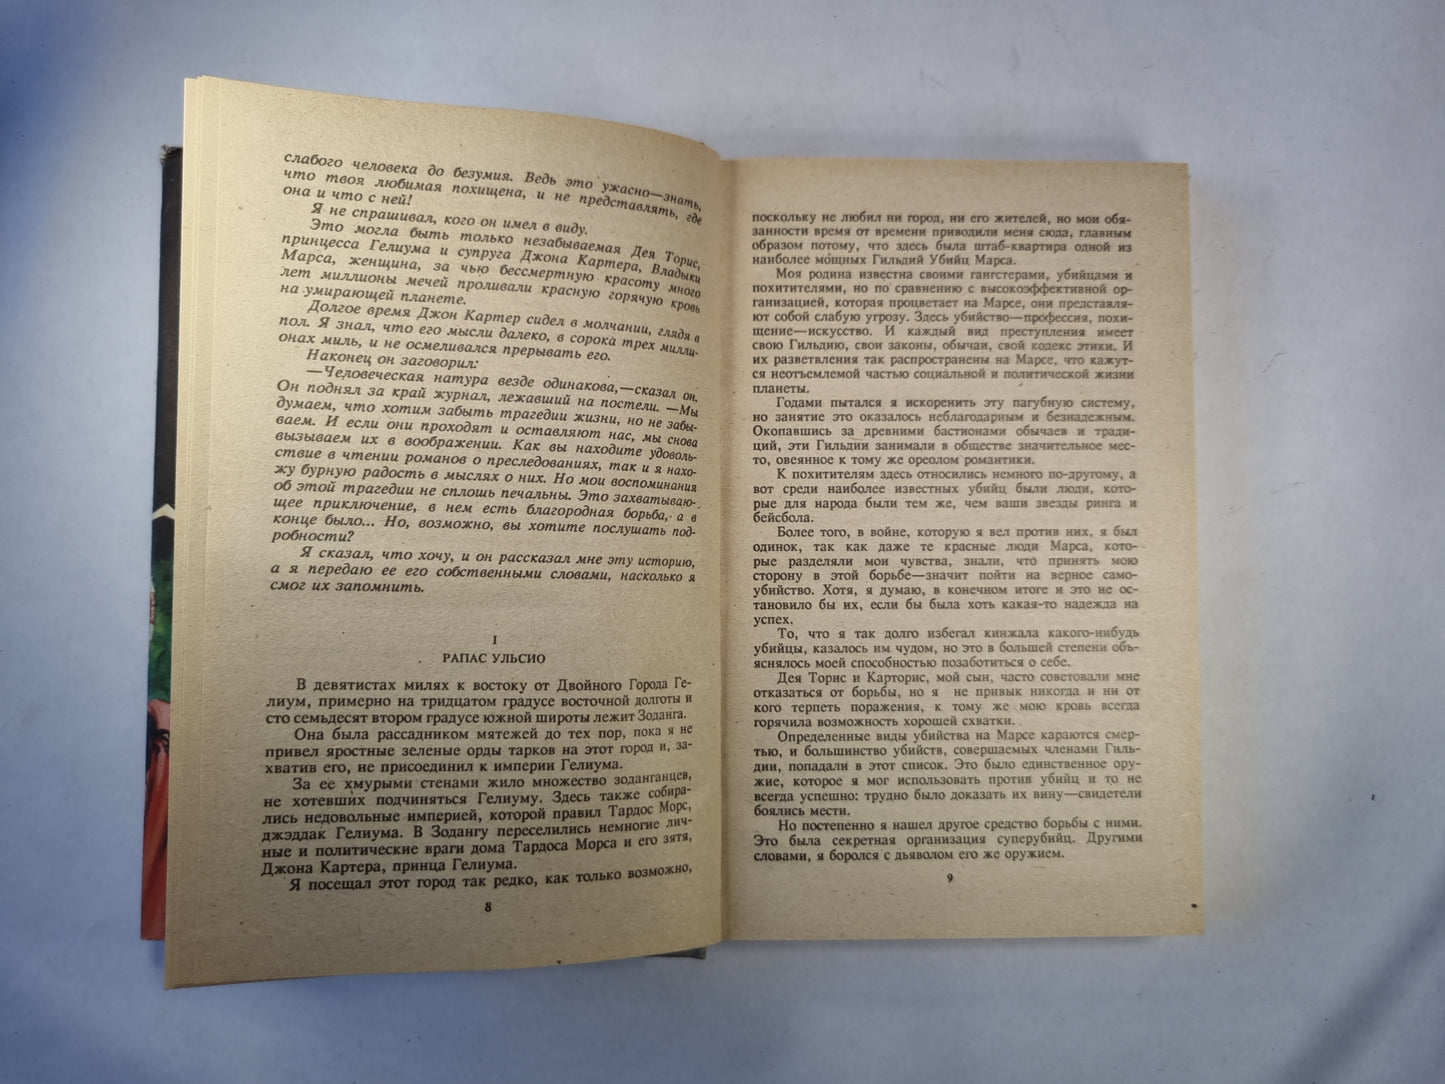 слабого человека до безумия. Ведь это ужасно—знать,
что твоя любимая похищена, и не представлять, где
она и что с ней!
Я не спрашивал, кого он имел в виду.
Это могла быть только незабываемая Дея Торис,
принцесса Гелиума и супруга Джона Картера, Владыки
Марса, женщина, за чью бессмертную красоту много
лет миллионы мечей проливали красную горячую кровь
на умирающей планете.
Долгое время Джон Картер сидел в молчании, глядя в
пол. Я знал, что его мысли далеко, в сорока трех милли-
онах миль, и не осмеливался прерывать его.
Наконец он заговорил:
—Человеческая натура везде одинакова,—сказал он.
Он поднял за край журнал, лежавший на постели. —Мы
думаем, что хотим забыть трагедии жизни, но не забы-
ваем. И если они проходят и оставляют нас, мы снова
вызываем их в воображении. Как вы находите удоволь-
ствие в чтении романов о преследованиях, так и я нахо-
жу бурную радость в мыслях о них. Но мои воспоминания
об этой трагедии не сплошь печальны. Это захватываю-
щее приключение, в нем есть благородная борьба, а в
конце было... Но, возможно, вы хотите послушать под-
робности?
Я сказал, что хочу, и он рассказал мне эту историю,
а я передаю ее его собственными словами, насколько я
смог их запомнить.
I
РАПАС УЛЬСИО
В девятистах милях к востоку от Двойного Города Ге-
лиум, примерно на тридцатом градусе восточной долготы и
сто семьдесят втором градусе южной широты лежит Зоданга.
Она была рассадником мятежей до тех пор, пока я не
привел яростные зеленые орды тарков на этот город и, за-
хватив его, не присоединил к империи Гелиума.
За ее хмурыми стенами жило множество зоданганцев,
не хотевших подчиняться Гелиуму. Здесь также собира-
лись недовольные империей, которой правил Тардос Морс,
джэддак Гелиума. В Зодангу переселились немногие лич-
ные и политические враги дома Тардоса Морса и его зятя,
Джона Картера, принца Гелиума.
Я посещал этот город так редко, как только возможно,
8
поскольку не любил ни город, ни его жителей, но мои обя-
занности время от времени приводили меня сюда, главным
образом потому, что здесь была штаб-квартира одной из
наиболее мощных Гильдий Убийц Марса.
Моя родина известна своими гангстерами, убийцами и
похитителями, но по сравнению с высокоэффективной ор-
ганизацией, которая процветает на Марсе, они представля-
ют собой слабую угрозу. Здесь убийство—профессия, похи-
щение—искусство. И каждый вид преступления имеет
свою Гильдию, свои законы, обычаи, свой кодекс этики. И
их разветвления так распространены на Марсе, что кажут-
ся неотъемлемой частью социальной и политической жизни
планеты.
Годами пытался я искоренить эту пагубную систему,
но занятие это оказалось неблагодарным и безнадежным.
Окопавшись за древними бастионами обычаев и тради-
ций, эти Гильдии занимали в обществе значительное мес-
то, овеянное к тому же ореолом романтики.
К похитителям здесь относились немного по-другому, а
вот среди наиболее известных убийц были люди, кото-
рые для народа были тем же, чем ваши звезды ринга и
бейсбола.
Более того, в войне, которую я вел против них, я был
одинок, так как даже те красные люди Марса, кото-
рые разделяли мои чувства, знали, что принять мою
сторону в этой борьбе—значит пойти на верное само-
убийство. Хотя, я думаю, в конечном итоге и это не ос-
тановило бы их, если бы была хоть какая-то надежда на
успех.
То, что я так долго избегал кинжала какого-нибудь
убийцы, казалось им чудом, но это в большей степени объ-
яснялось моей способностью позаботиться о себе.
Дея Торис и Карторис, мой сын, часто советовали мне
отказаться от борьбы, но я не привык никогда и ни от
кого терпеть поражения, к тому же мою кровь всегда
горячила возможность хорошей схватки.
Определенные виды убийства на Марсе караются смер-
тью, и большинство убийств, совершаемых членами Гиль-
дии, попадали в этот список. Это было единственное ору-
жие, которое я мог использовать против убийц и то не
всегда успешно: трудно было доказать их вину—свидетели
боялись мести.
Но постепенно я нашел другое средство борьбы с ними.
Это была секретная организация суперубийц. Другими
словами, я боролся с дьяволом его же оружием.
9